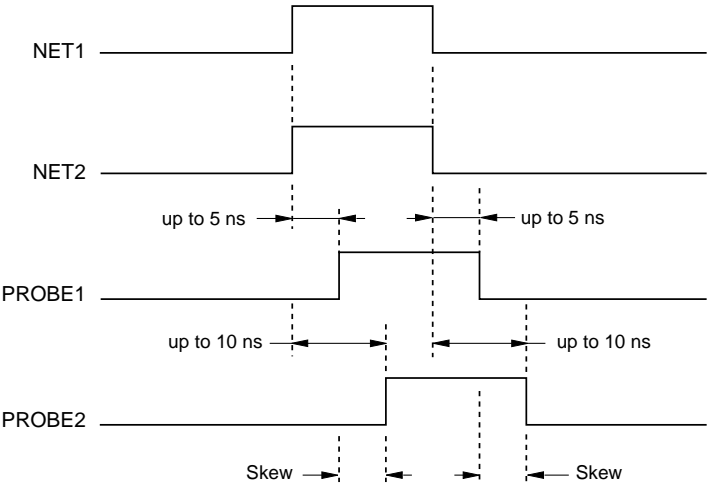 NET1
NET2
up to 5 ns
up to 5 ns
PROBE1
up to 10 ns
up to 10 ns
PROBE2
Skew
Skew